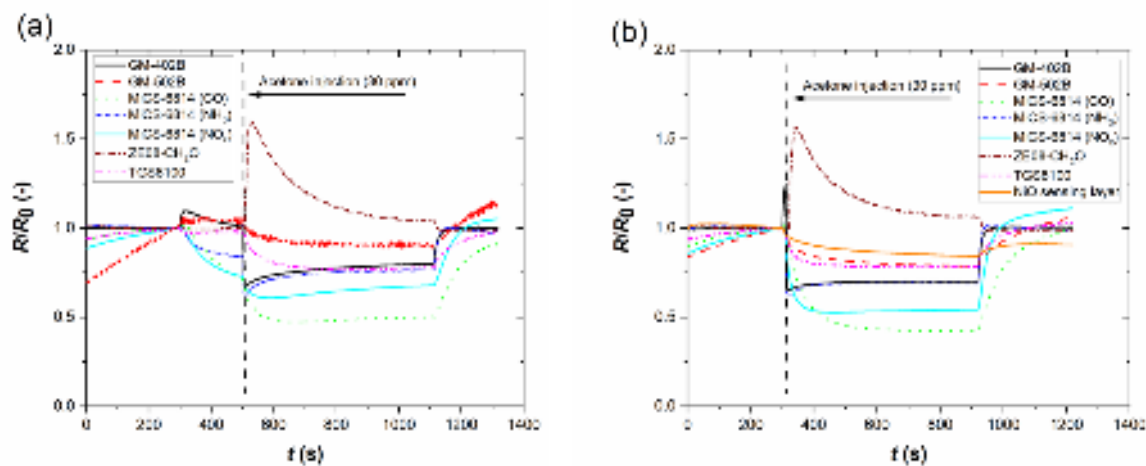 (a)
2.0
1.5
1.0
0.5
0.0
R/R0 (-)
GM-402B
GM-502B
MICS-6814 (CO)
MICS-6814 (NH3)
MICS-6814 (NOx)
ZE08-CH2O
TGS8100
Acetone injection (30 ppm)
0 200 400 600 800 1000 1200 1400
t (s)
(b)
2.0
1.5
1.0
0.5
0.0
R/R0 (-)
Acetone injection (30 ppm)
GM-402B
GM-502B
MICS-6814 (CO)
MICS-6814 (NH3)
MICS-6814 (NOx)
ZE08-CH2O
TGS8100
NiO sensing layer
0 200 400 600 800 1000 1200 1400
t (s)